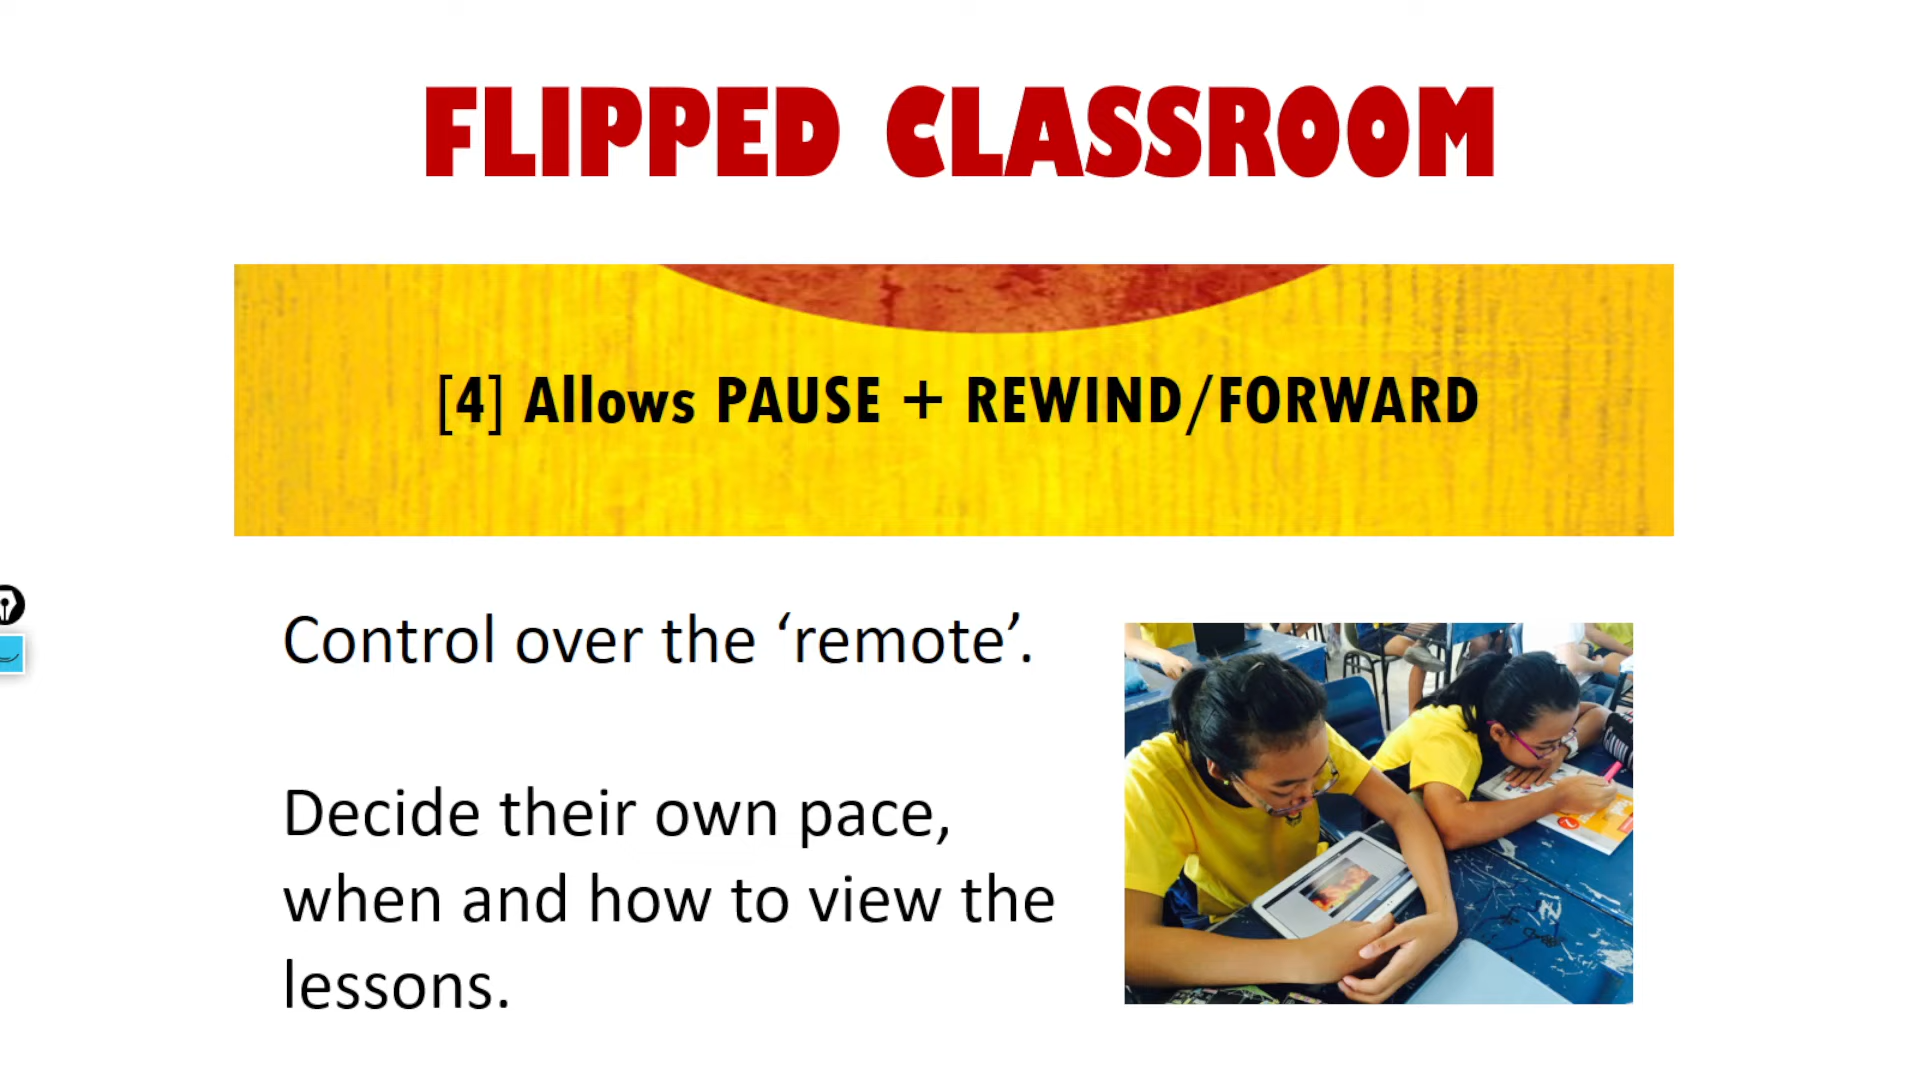 FLIPPED CLASSROOM
[4] Allows PAUSE + REWIND/FORWARD
Control over the ‘remote’.
Decide their own pace,
when and how to view the
lessons.